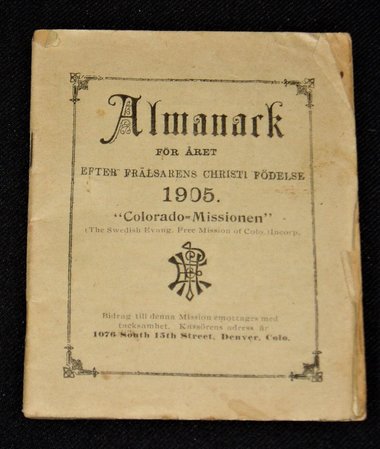 Almanack
FÖR ÅRET
EFTER FRÄLSARENS CHRISTI FÖDELSE
1905.
"Colorado=Missionen"
(The Swedish Evang. Free Mission of Colo.) Incorp.
Bidrag till denna Mission emottages med
tacksamhet. Kassörens adress är
1076 South 15th Street, Denver, Colo.